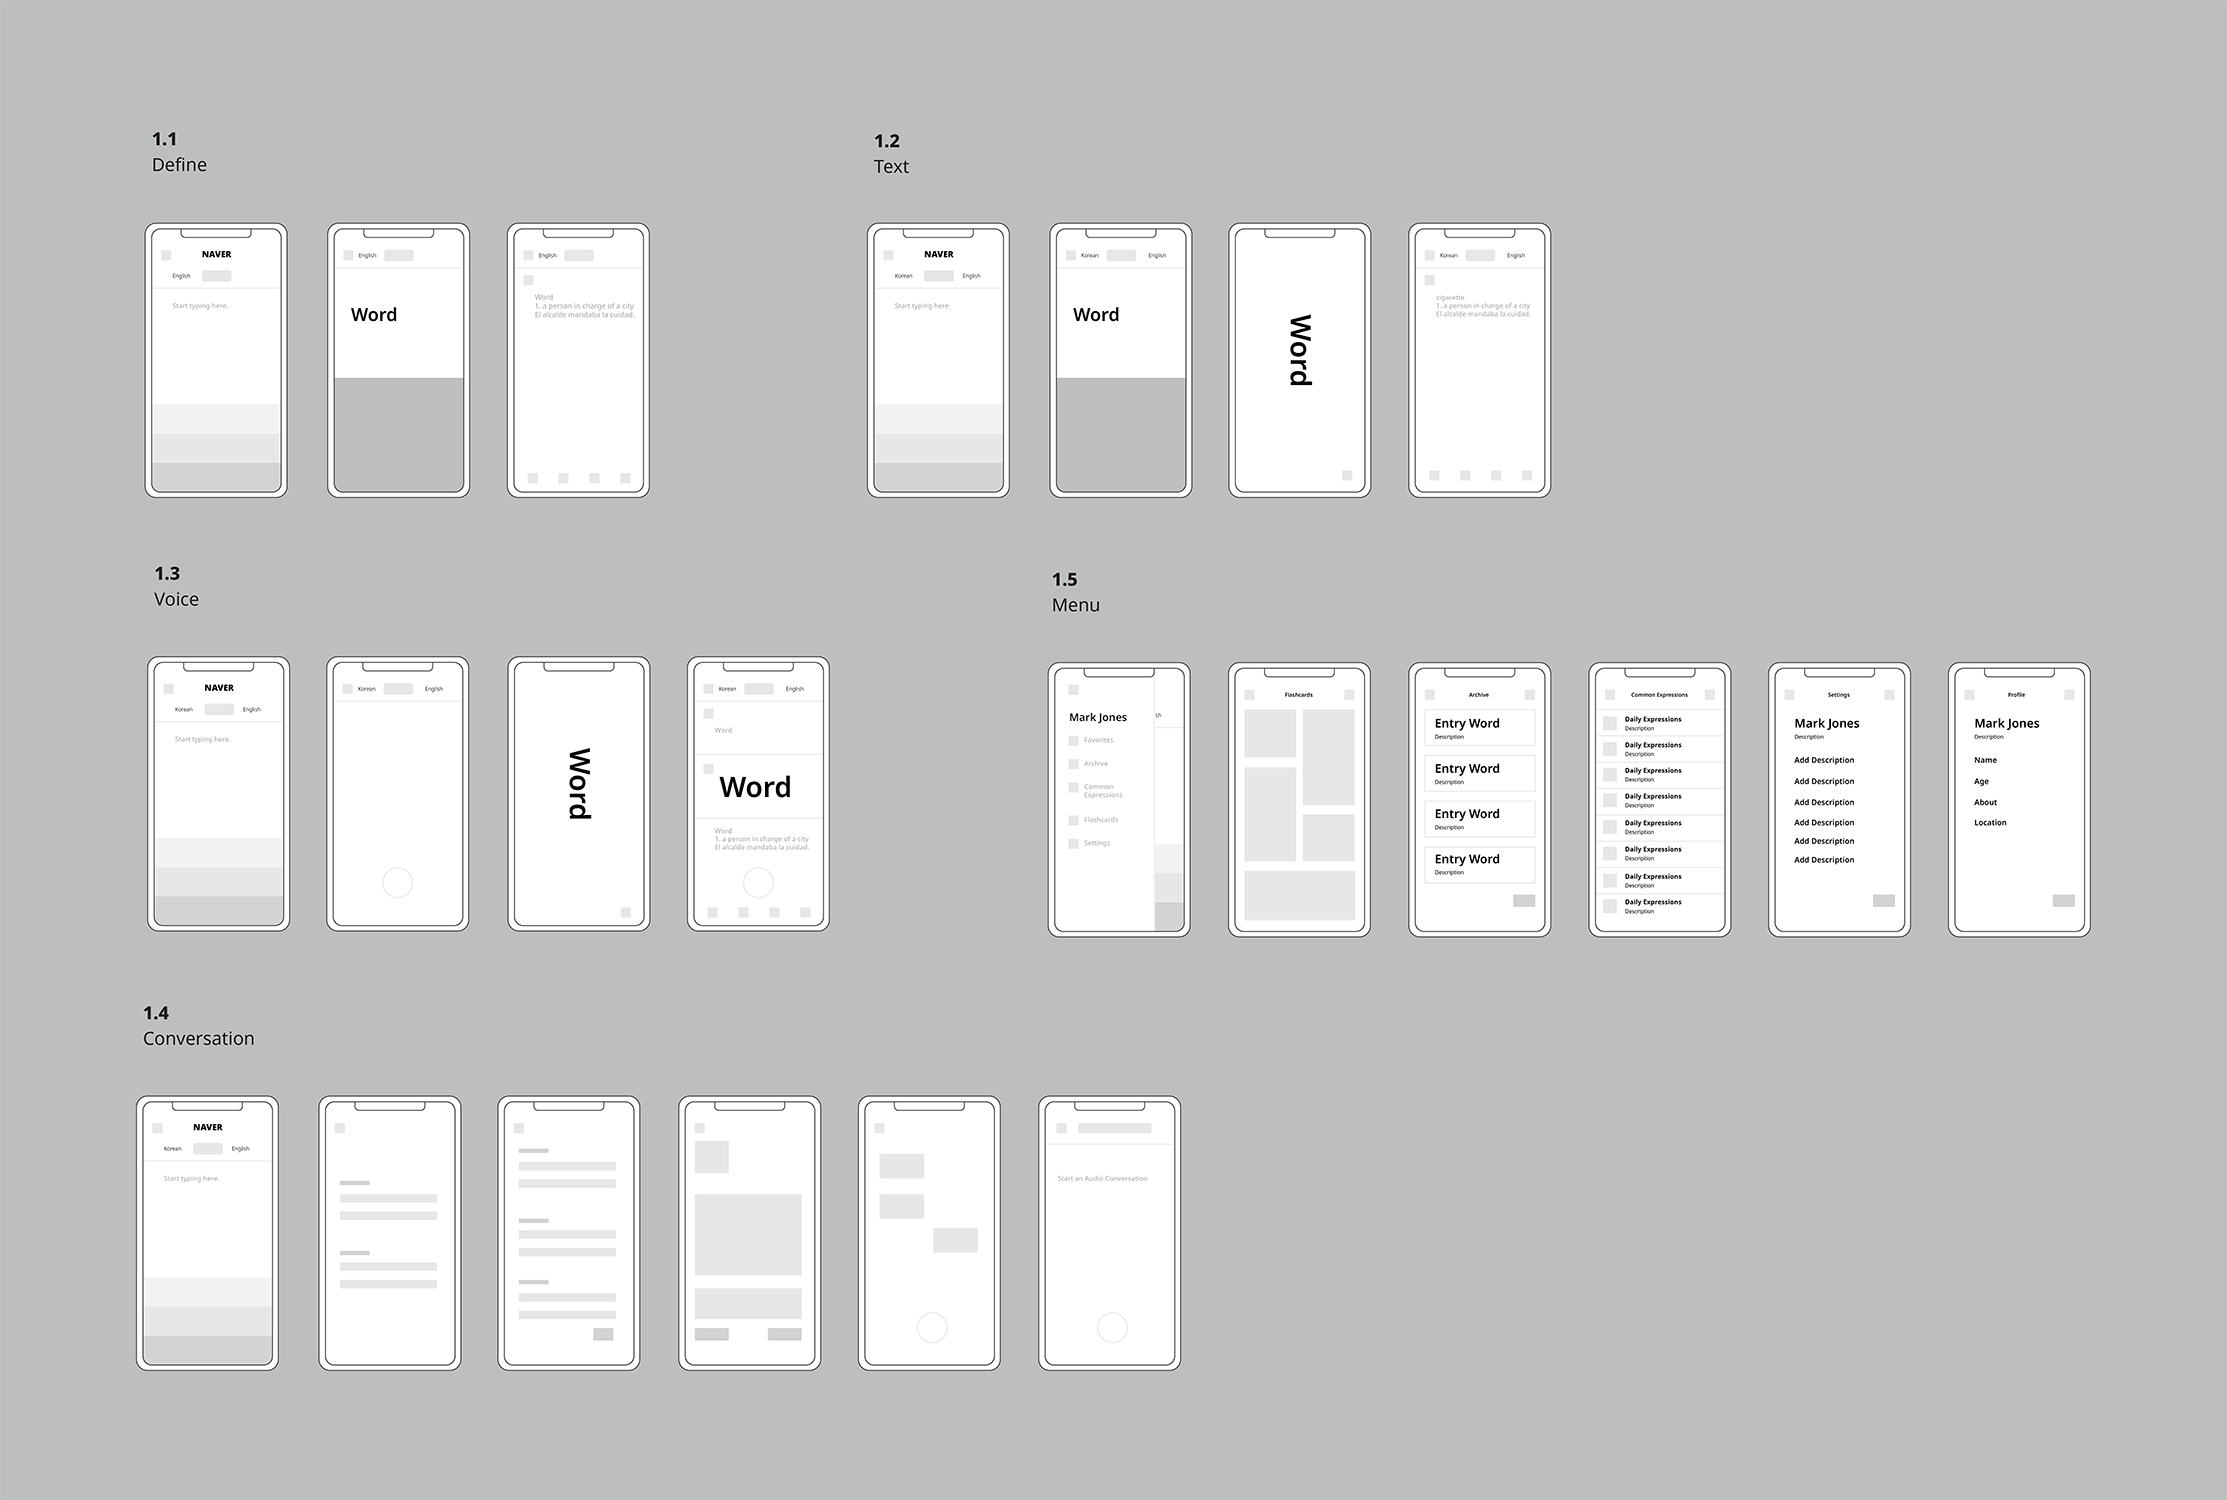 1.1
Define
NAVER
English
Start typing here.
English
Word
English
Word
1. a person in charge of a city
El alcalde mandaba la cuidad.
1.2
Text
NAVER
Korean English
Start typing here.
Korean English
Word
Word
Korean English
cigarette
1. a person in charge of a city
El alcalde mandaba la cuidad.
1.3
Voice
NAVER
Korean English
Start typing here.
Korean English
Word
Korean English
Word
Word
Word
1. a person in charge of a city
El alcalde mandaba la cuidad.
1.5
Menu
sh
Mark Jones
Favorites
Archive
Common
Expressions
Flashcards
Settings
Flashcards
Archive
Entry Word
Description
Entry Word
Description
Entry Word
Description
Entry Word
Description
Common Expressions
Daily Expressions
Description
Daily Expressions
Description
Daily Expressions
Description
Daily Expressions
Description
Daily Expressions
Description
Daily Expressions
Description
Daily Expressions
Description
Daily Expressions
Description
Settings
Mark Jones
Description
Add Description
Add Description
Add Description
Add Description
Add Description
Add Description
Profile
Mark Jones
Description
Name
Age
About
Location
1.4
Conversation
NAVER
Korean English
Start typing here.
Start an Audio Conversation